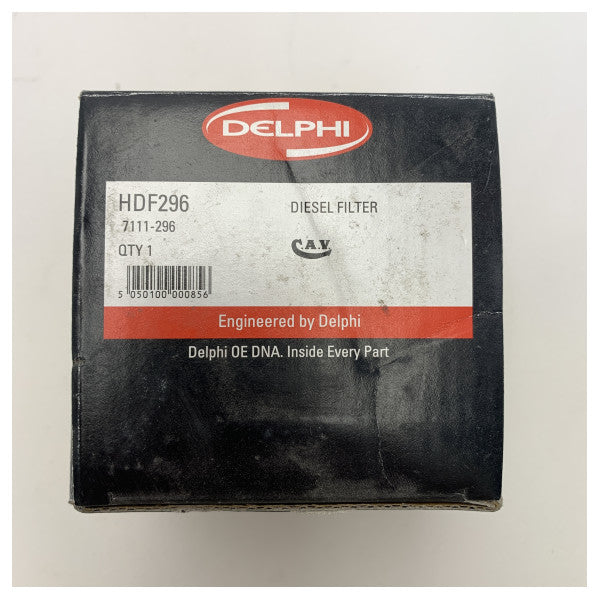 DELPHI
HDF296
DIESEL FILTER
7111-296
C.A.V.
QTY 1
5 050100 000856
Engineered by Delphi
Delphi OE DNA. Inside Every Part